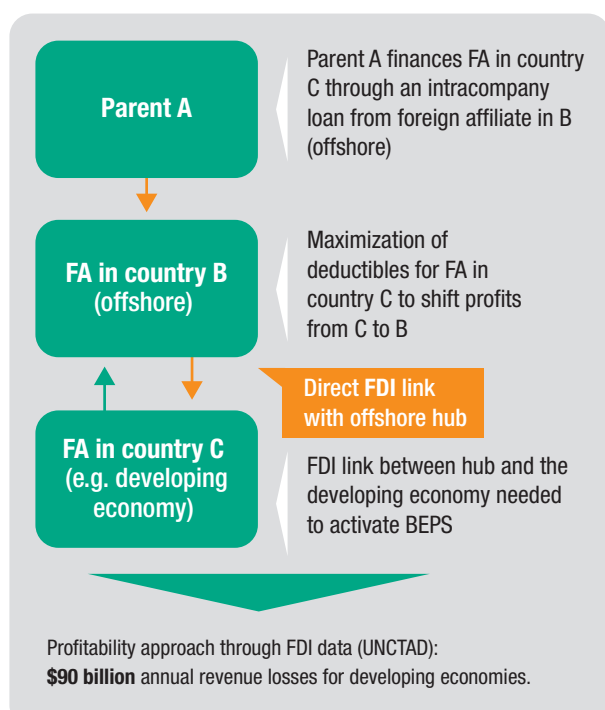 Parent A
Parent A finances FA in country
C through an intracompany
loan from foreign affiliate in B
(offshore)
FA in country B
(offshore)
Maximization of
deductibles for FA in
country C to shift profits
from C to B
Direct FDI link
with offshore hub
FA in country C
(e.g. developing
economy)
FDI link between hub and the
developing economy needed
to activate BEPS
Profitability approach through FDI data (UNCTAD):
$90 billion annual revenue losses for developing economies.